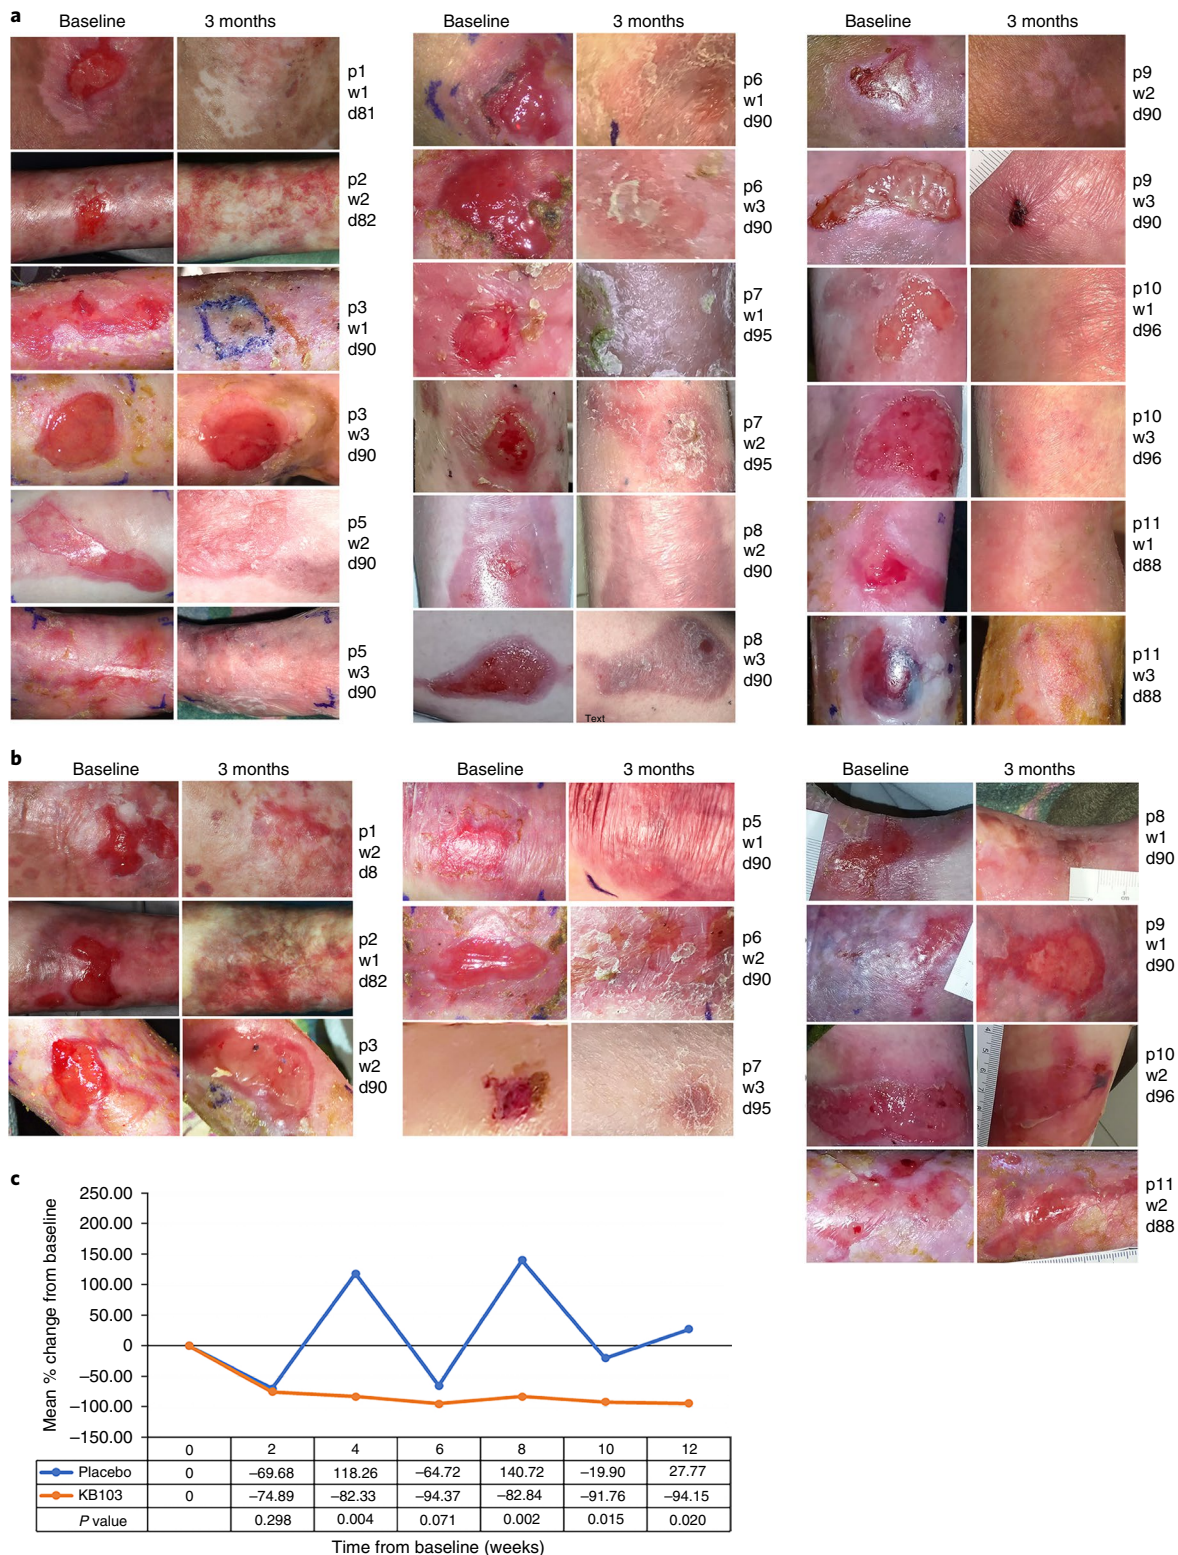 a
Baseline 3 months
p1
w1
d81
p2
w2
d82
p3
w1
d90
p3
w3
d90
p5
w2
d90
p5
w3
d90
Baseline 3 months
p6
w1
d90
p6
w3
d90
p7
w1
d95
p7
w2
d95
p8
w2
d90
p8
w3
d90
Text
Baseline 3 months
p9
w2
d90
p9
w3
d90
p10
w1
d96
p10
w3
d96
p11
w1
d88
p11
w3
d88
b
Baseline 3 months
p1
w2
d8
p2
w1
d82
p3
w2
d90
Baseline 3 months
p5
w1
d90
p6
w2
d90
p7
w3
d95
Baseline 3 months
p8
w1
d90
p9
w1
d90
p10
w2
d96
p11
w2
d88
c
Mean % change from baseline
250.00
200.00
150.00
100.00
50.00
0
−50.00
−100.00
−150.00
0 2 4 6 8 10 12
Placebo 0 −69.68 118.26 −64.72 140.72 −19.90 27.77
KB103 0 −74.89 −82.33 −94.37 −82.84 −91.76 −94.15
P value 0.298 0.004 0.071 0.002 0.015 0.020
Time from baseline (weeks)